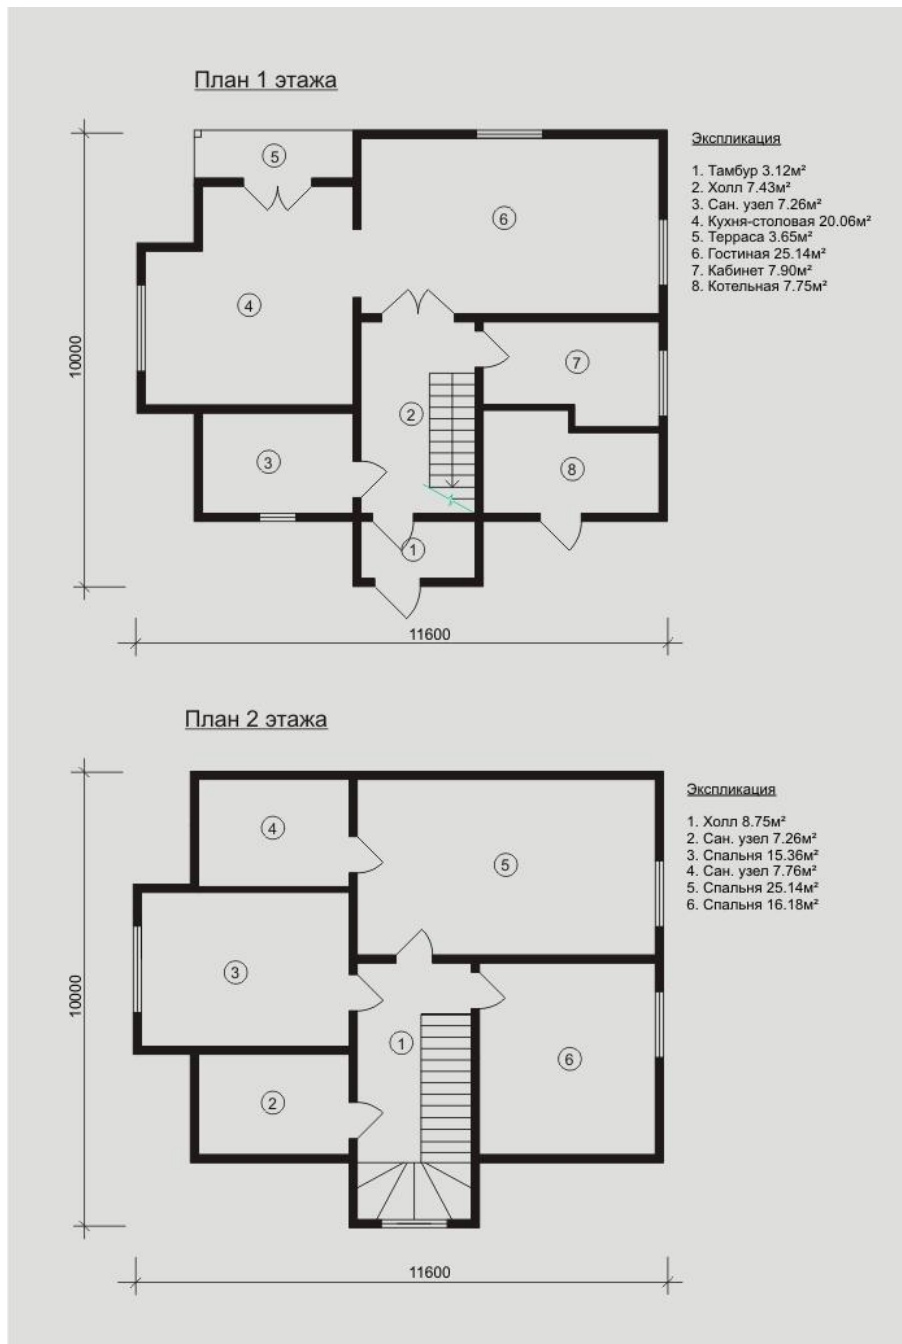 План 1 этажа
Экспликация
1. Тамбур 3.12м²
2. Холл 7.43м²
3. Сан. узел 7.26м²
4. Кухня-столовая 20.06м²
5. Терраса 3.65м²
6. Гостиная 25.14м²
7. Кабинет 7.90м²
8. Котельная 7.75м²
5
6
4
7
2
3
8
1
10000
11600
План 2 этажа
Экспликация
1. Холл 8.75м²
2. Сан. узел 7.26м²
3. Спальня 15.36м²
4. Сан. узел 7.76м²
5. Спальня 25.14м²
6. Спальня 16.18м²
4
5
3
1
6
2
10000
11600